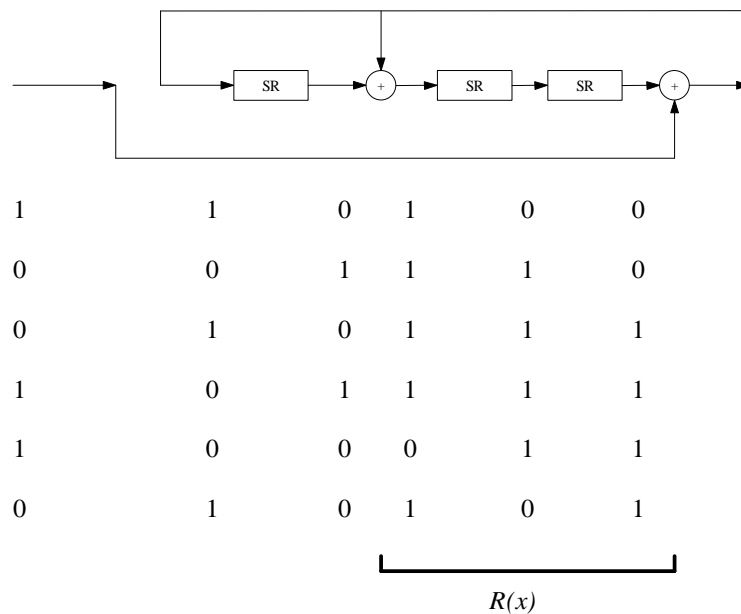 SR + SR SR +
1 1 0 1 0 0
0 0 1 1 1 0
0 1 0 1 1 1
1 0 1 1 1 1
1 0 0 0 1 1
0 1 0 1 0 1
R(x)